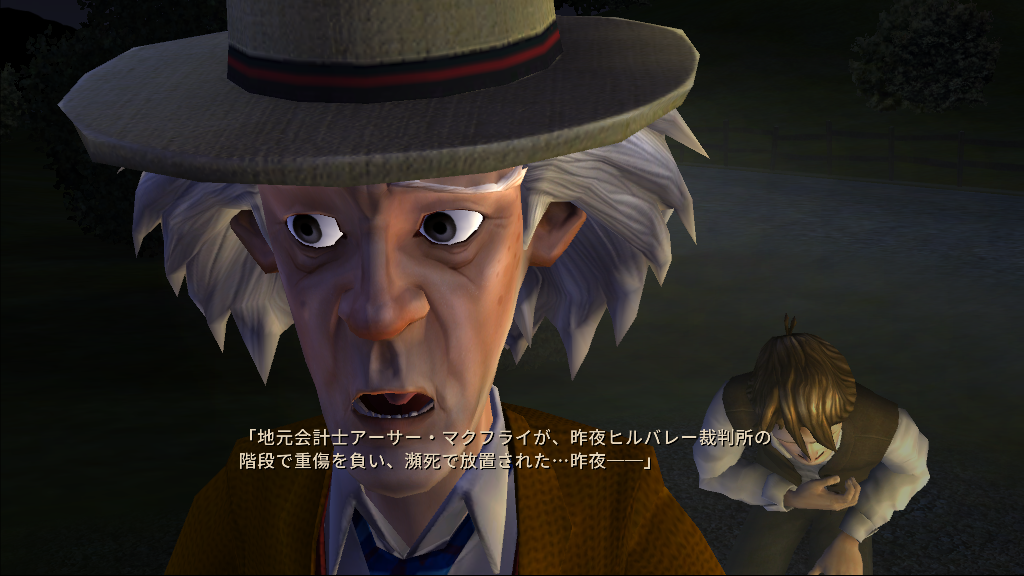 「地元会計士アーサー・マクフライが、昨夜ヒルバレー裁判所の
階段で重傷を負い、瀕死で放置された…昨夜──」